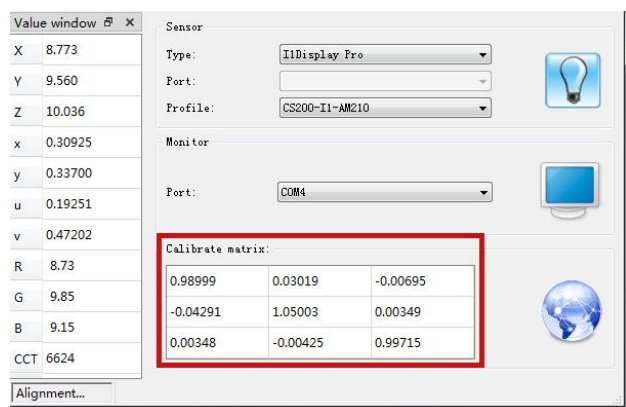 Value window
X 8.773
Y 9.560
Z 10.036
x 0.30925
y 0.33700
u 0.19251
v 0.47202
R 8.73
G 9.85
B 9.15
CCT 6624
Alignment...
Sensor
Type: I1Display Pro
Port:
Profile: CS200-I1-AM210
Monitor
Port: COM4
Calibrate matrix:
0.98999 0.03019 -0.00695
-0.04291 1.05003 0.00349
0.00348 -0.00425 0.99715